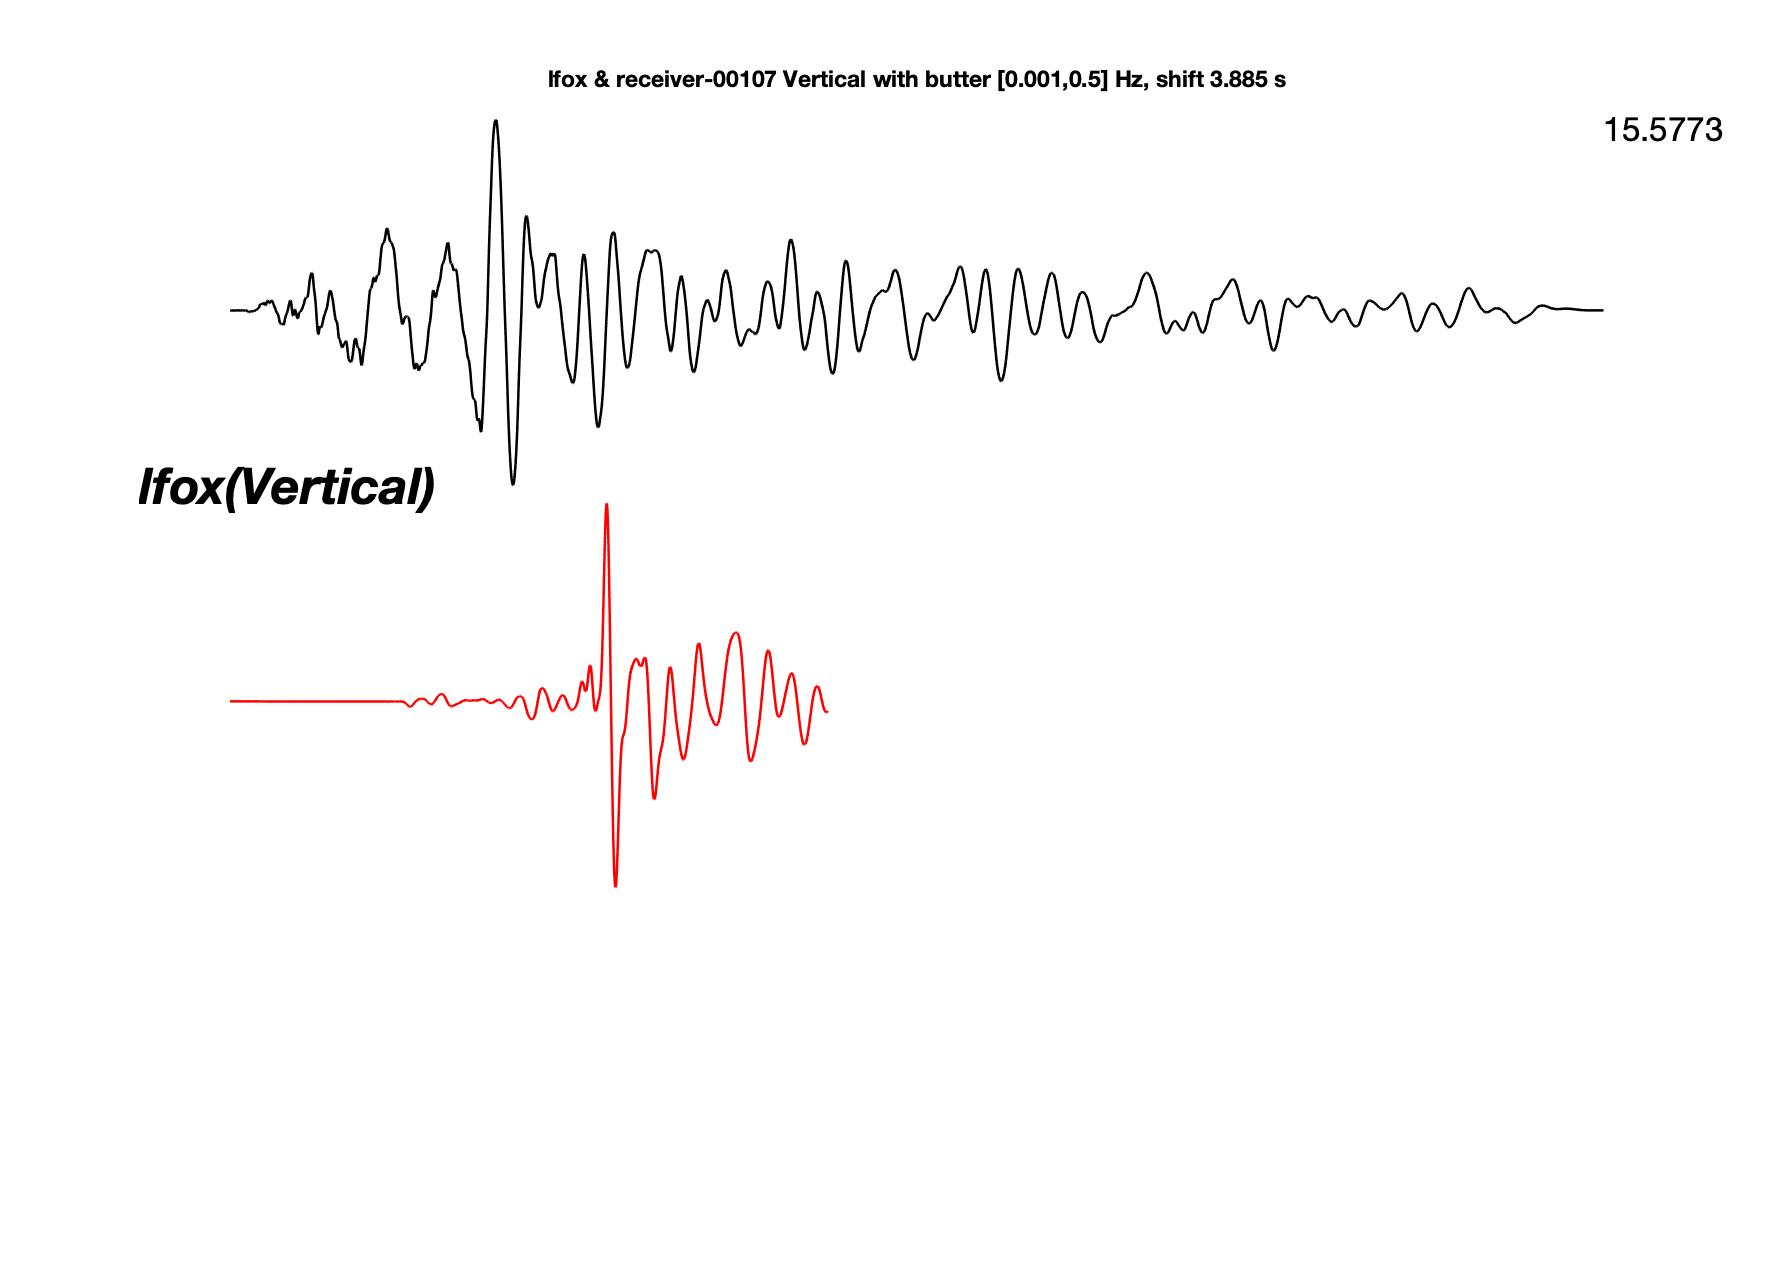 lfox & receiver-00107 Vertical with butter [0.001,0.5] Hz, shift 3.885 s
15.5773
lfox(Vertical)